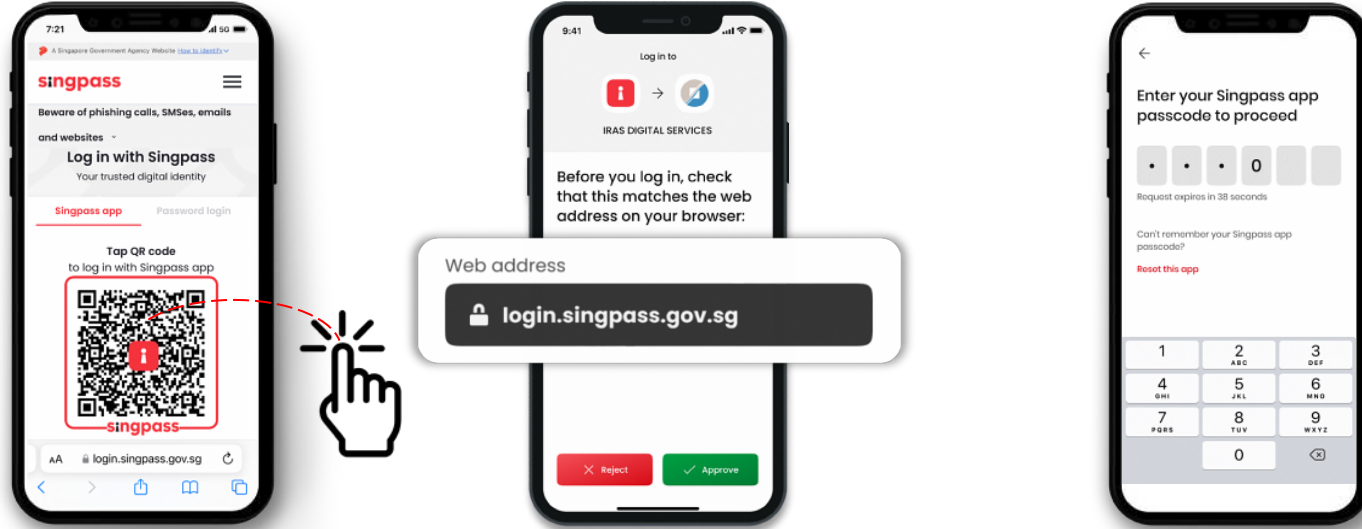 7:21
5G
A Singapore Government Agency Website How to identify
singpass
Beware of phishing calls, SMSes, emails
and websites
Log in with Singpass
Your trusted digital identity
Singpass app Password login
Tap QR code
to log in with Singpass app
singpass
AA login.singpass.gov.sg
9:41
Log in to
IRAS DIGITAL SERVICES
Before you log in, check
that this matches the web
address on your browser:
Web address
login.singpass.gov.sg
Reject Approve
Enter your Singpass app
passcode to proceed
0
Request expires in 38 seconds
Can't remember your Singpass app
passcode?
Reset this app
1 2 3
ABC DEF
4 5 6
GHI JKL MNO
7 8 9
PQRS TUV WXYZ
0